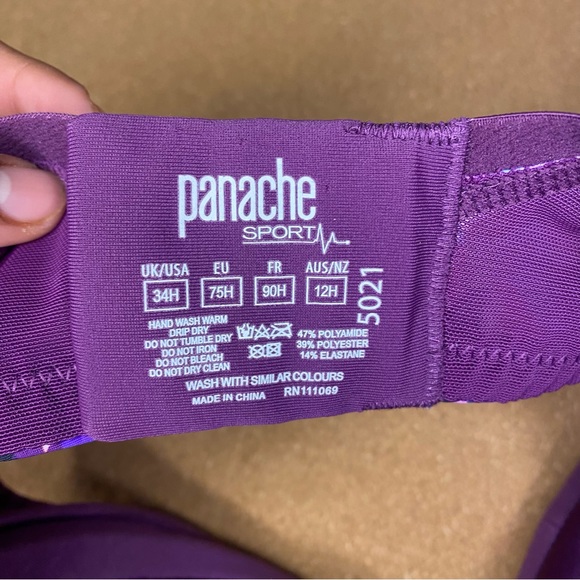 panache
SPORT
UK/USA EU FR AUS/NZ
34H 75H 90H 12H
5021
HAND WASH WARM
DRIP DRY
DO NOT TUMBLE DRY
DO NOT IRON
DO NOT BLEACH
DO NOT DRY CLEAN
47% POLYAMIDE
39% POLYESTER
14% ELASTANE
WASH WITH SIMILAR COLOURS
MADE IN CHINA RN111069